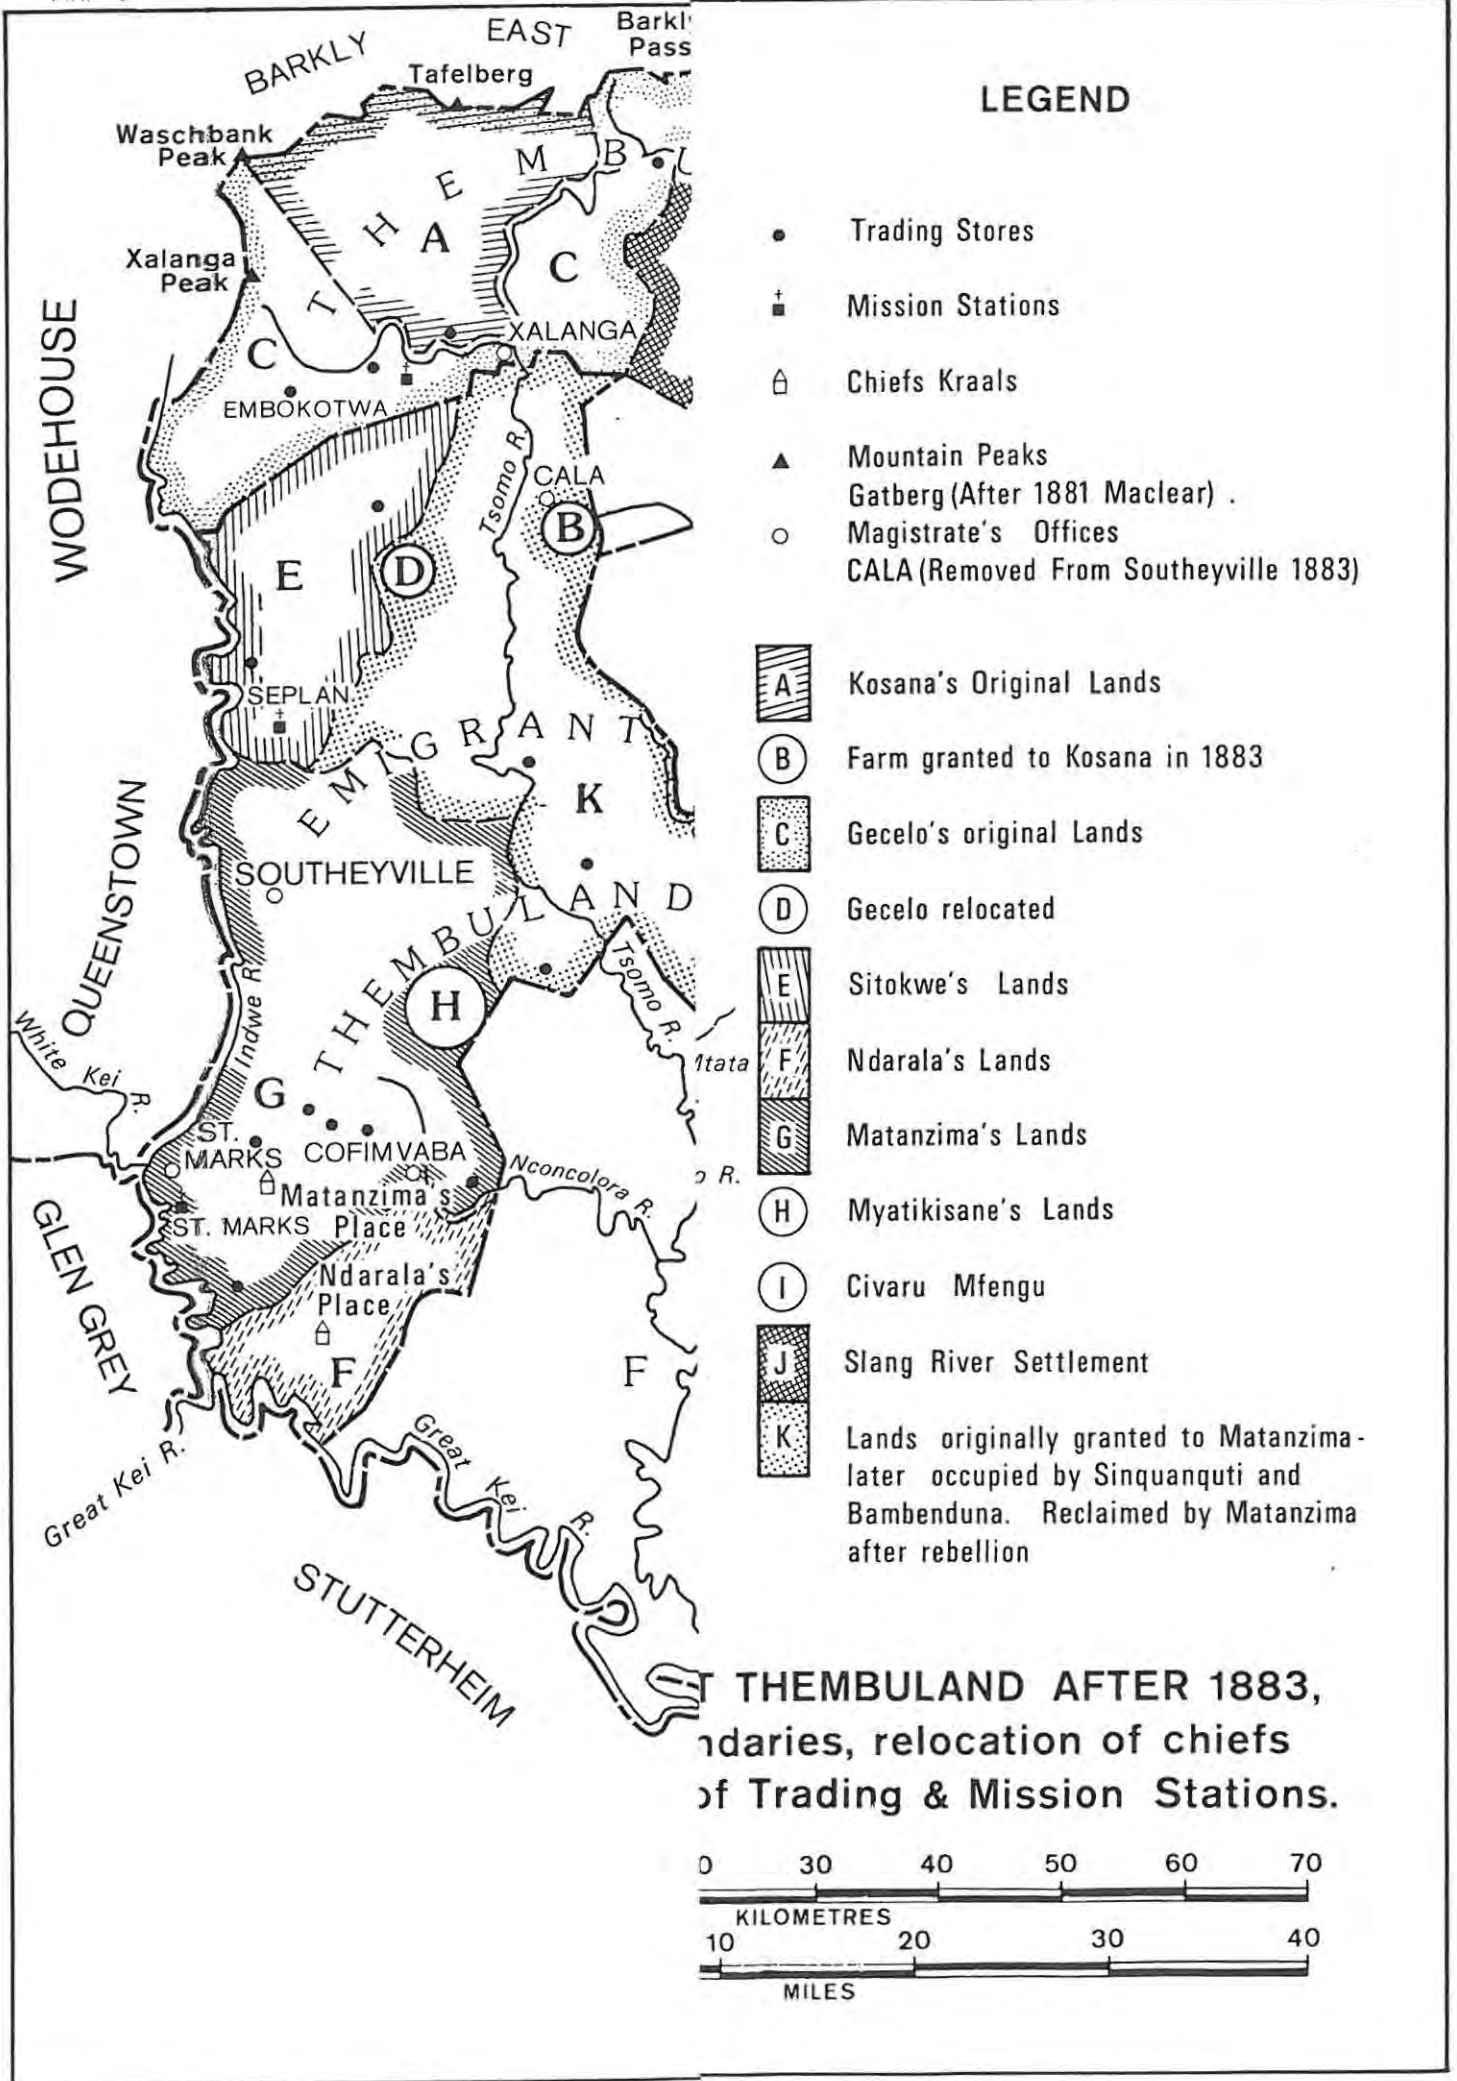 BARKLY EAST
Tafelberg
Waschbank
Peak
Xalanga
Peak
THEMB
A
C
C
XALANGA
EMBOKOTWA
WODEHOUSE
Tsomo R.
CALA
B
E
D
SEPLAN
EMIGRANT
K
SOUTHEYVILLE
THEMBULAND
QUEENSTOWN
Indwe R.
H
Tsomo R.
White Kei R.
G
ST.
MARKS
COFIMVABA
Matanzima's
Place
ST. MARKS
Nconcolora R.
Ndarala's
Place
F
F
GLEN GREY
Great Kei R.
Great Kei R.
STUTTERHEIM
R.
LEGEND
Trading Stores
Mission Stations
Chiefs Kraals
Mountain Peaks
Gatberg (After 1881 Maclear) .
Magistrate's Offices
CALA (Removed From Southeyville 1883)
A Kosana's Original Lands
B Farm granted to Kosana in 1883
C Gecelo's original Lands
D Gecelo relocated
E Sitokwe's Lands
F Ndarala's Lands
G Matanzima's Lands
H Myatikisane's Lands
I Civaru Mfengu
J Slang River Settlement
K Lands originally granted to Matanzima -
later occupied by Sinquanquti and
Bambenduna. Reclaimed by Matanzima
after rebellion
THEMBULAND AFTER 1883,
ndaries, relocation of chiefs
of Trading & Mission Stations.
0 30 40 50 60 70
KILOMETRES
10 20 30 40
MILES